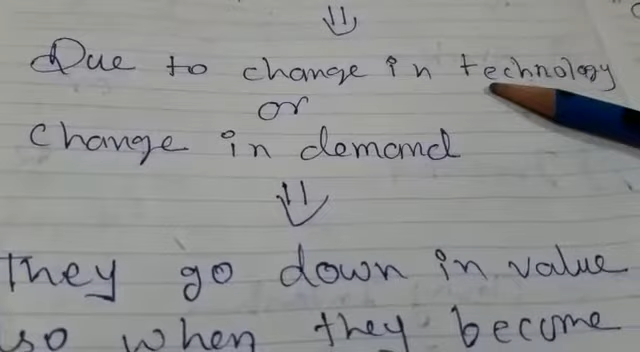 Due to change in technology
or
Change in demand
They go down in value
so when they become